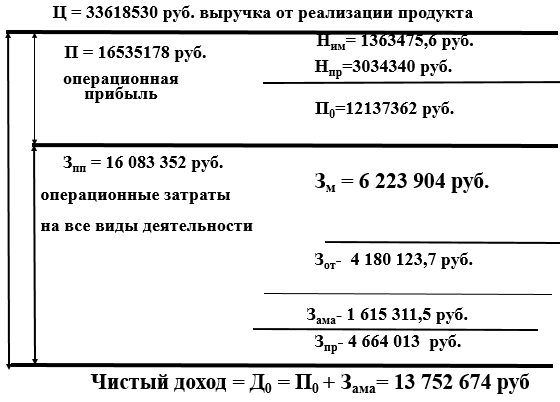 Ц = 33618530 руб. выручка от реализации продукта
П = 16535178 руб.
операционная
прибыль
Ним= 1363475,6 руб.
Нпр=3034340 руб.
П0=12137362 руб.
Зпп = 16 083 352 руб.
операционные затраты
на все виды деятельности
Зм = 6 223 904 руб.
Зот- 4 180 123,7 руб.
Зама- 1 615 311,5 руб.
Зпр- 4 664 013 руб.
Чистый доход = Д0 = П0 + Зама= 13 752 674 руб